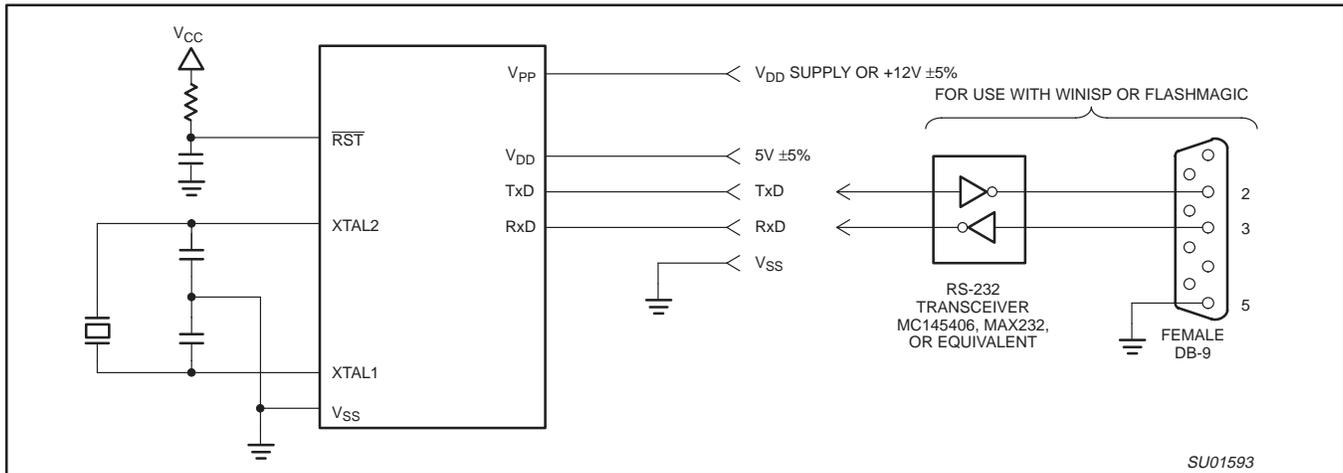 VCC
RST
XTAL2
XTAL1
VSS
VPP
VDD
TxD
RxD
VDD SUPPLY OR +12V ±5%
5V ±5%
TxD
RxD
VSS
FOR USE WITH WINISP OR FLASHMAGIC
RS-232
TRANSCEIVER
MC145406, MAX232,
OR EQUIVALENT
2
3
5
FEMALE
DB-9
SU01593